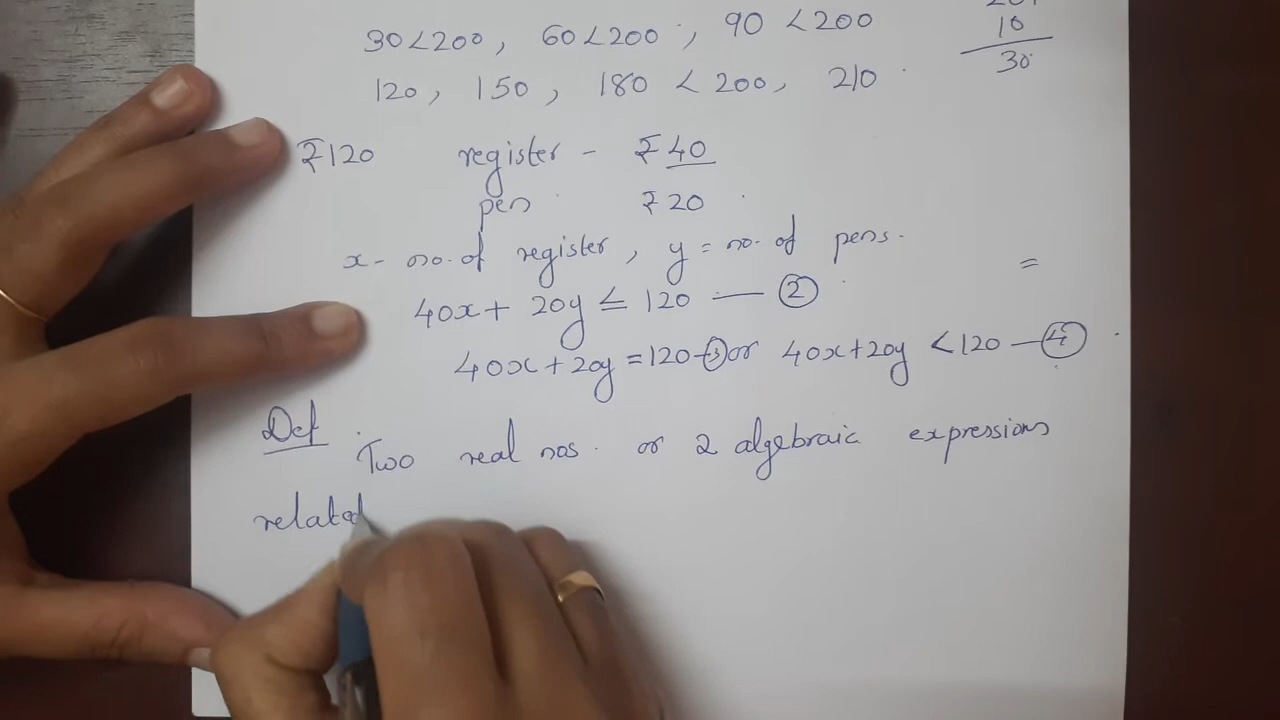 30<200, 60<200, 90 <200
10
120, 150, 180 < 200, 210
30
₹120 register - ₹40
pen ₹20
x - no. of register, y = no. of pens.
=
40x + 20y ≤ 120 — ②
40x + 20y = 120 - ③ or 40x + 20y < 120 — ④
Def
Two real nos. or 2 algebraic expressions
related